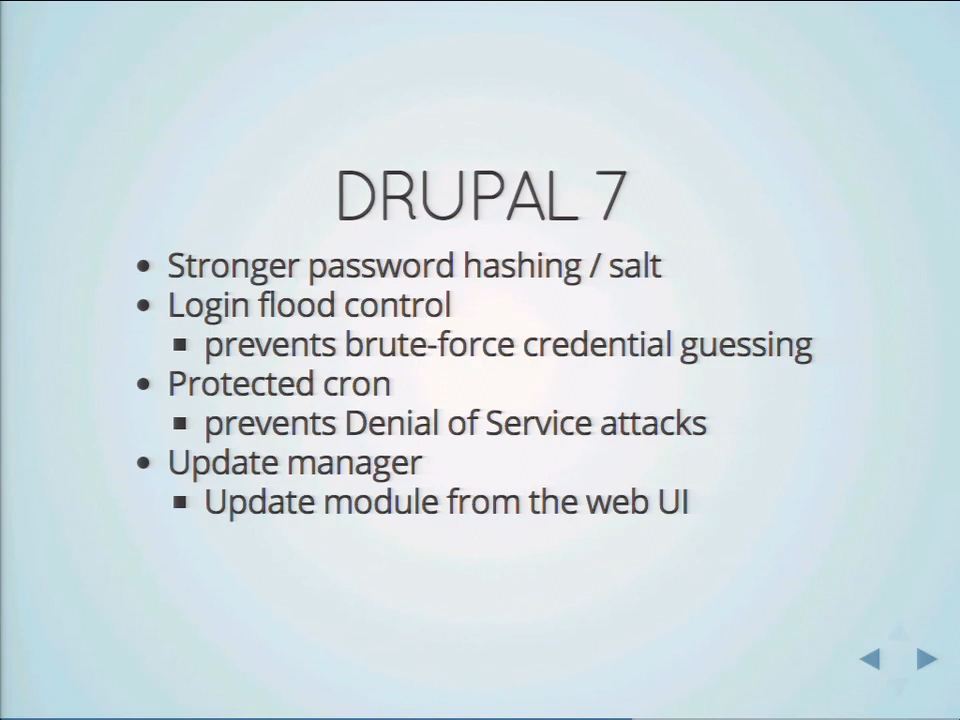 DRUPAL 7
Stronger password hashing / salt
Login flood control
prevents brute-force credential guessing
Protected cron
prevents Denial of Service attacks
Update manager
Update module from the web UI